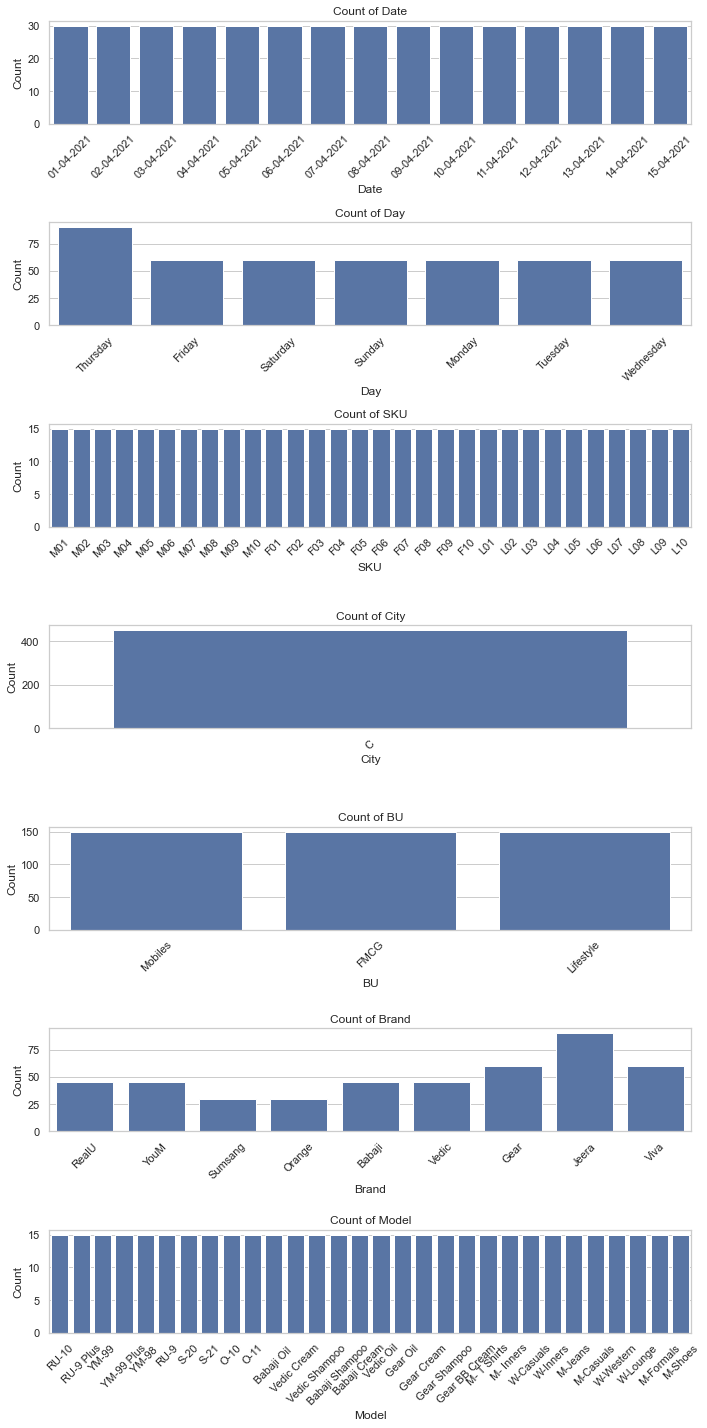 Count of Date
Count
30
20
10
0
01-04-2021 02-04-2021 03-04-2021 04-04-2021 05-04-2021 06-04-2021 07-04-2021 08-04-2021 09-04-2021 10-04-2021 11-04-2021 12-04-2021 13-04-2021 14-04-2021 15-04-2021
Date
Count of Day
Count
75
50
25
0
Thursday Friday Saturday Sunday Monday Tuesday Wednesday
Day
Count of SKU
Count
15
10
5
0
M01 M02 M03 M04 M05 M06 M07 M08 M09 M10 F01 F02 F03 F04 F05 F06 F07 F08 F09 F10 L01 L02 L03 L04 L05 L06 L07 L08 L09 L10
SKU
Count of City
Count
400
200
0
C
City
Count of BU
Count
150
100
50
0
Mobiles FMCG Lifestyle
BU
Count of Brand
Count
75
50
25
0
RealU YouM Sumsang Orange Babaji Vedic Gear Jeera Viva
Brand
Count of Model
Count
15
10
5
0
RU-10 RU-9 Plus YM-99 YM-99 Plus YM-98 RU-9 S-20 S-21 O-10 O-11 Babaji Oil Vedic Cream Vedic Shampoo Babaji Shampoo Babaji Cream Vedic Oil Gear Oil Gear Cream Gear Shampoo Gear BB Cream M- T Shirts M- Inners W-Casuals W-Inners M-Jeans M-Casuals W-Western W-Lounge M-Formals M-Shoes
Model